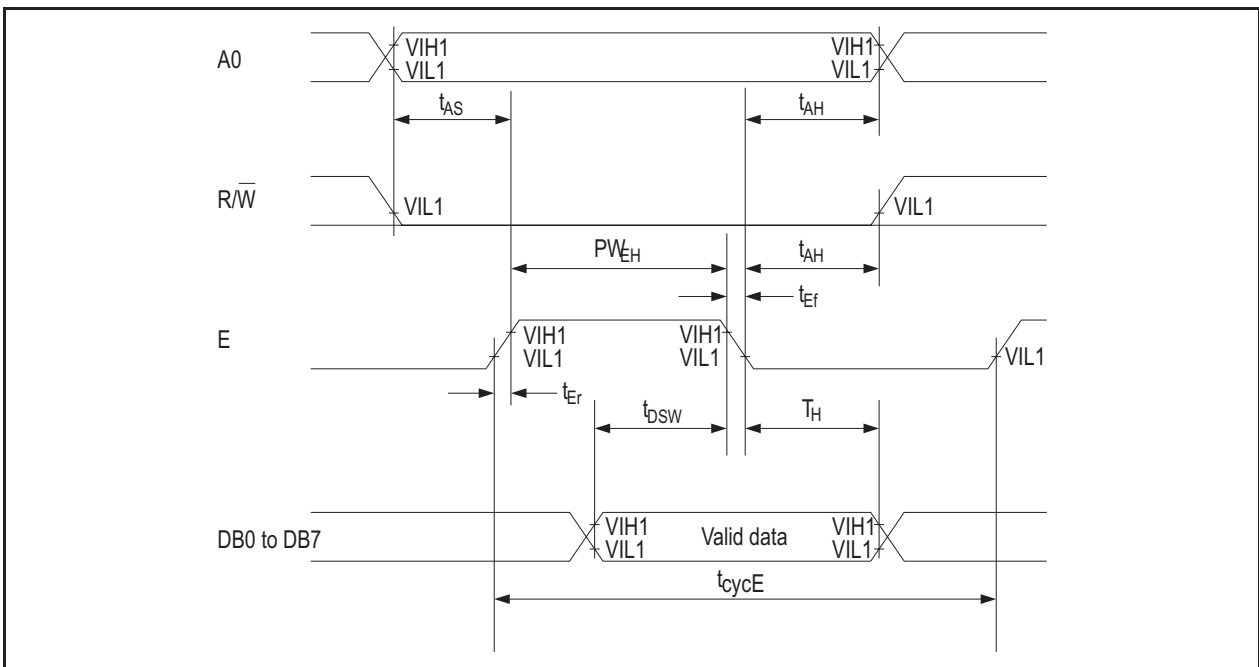 A0
VIH1
VIL1
VIH1
VIL1
tAS
tAH
R/W̅
VIL1
VIL1
PWEH
tAH
tEf
E
VIH1
VIL1
VIH1
VIL1
VIL1
tEr
tDSW
TH
DB0 to DB7
VIH1
VIL1
Valid data
VIH1
VIL1
tcycE